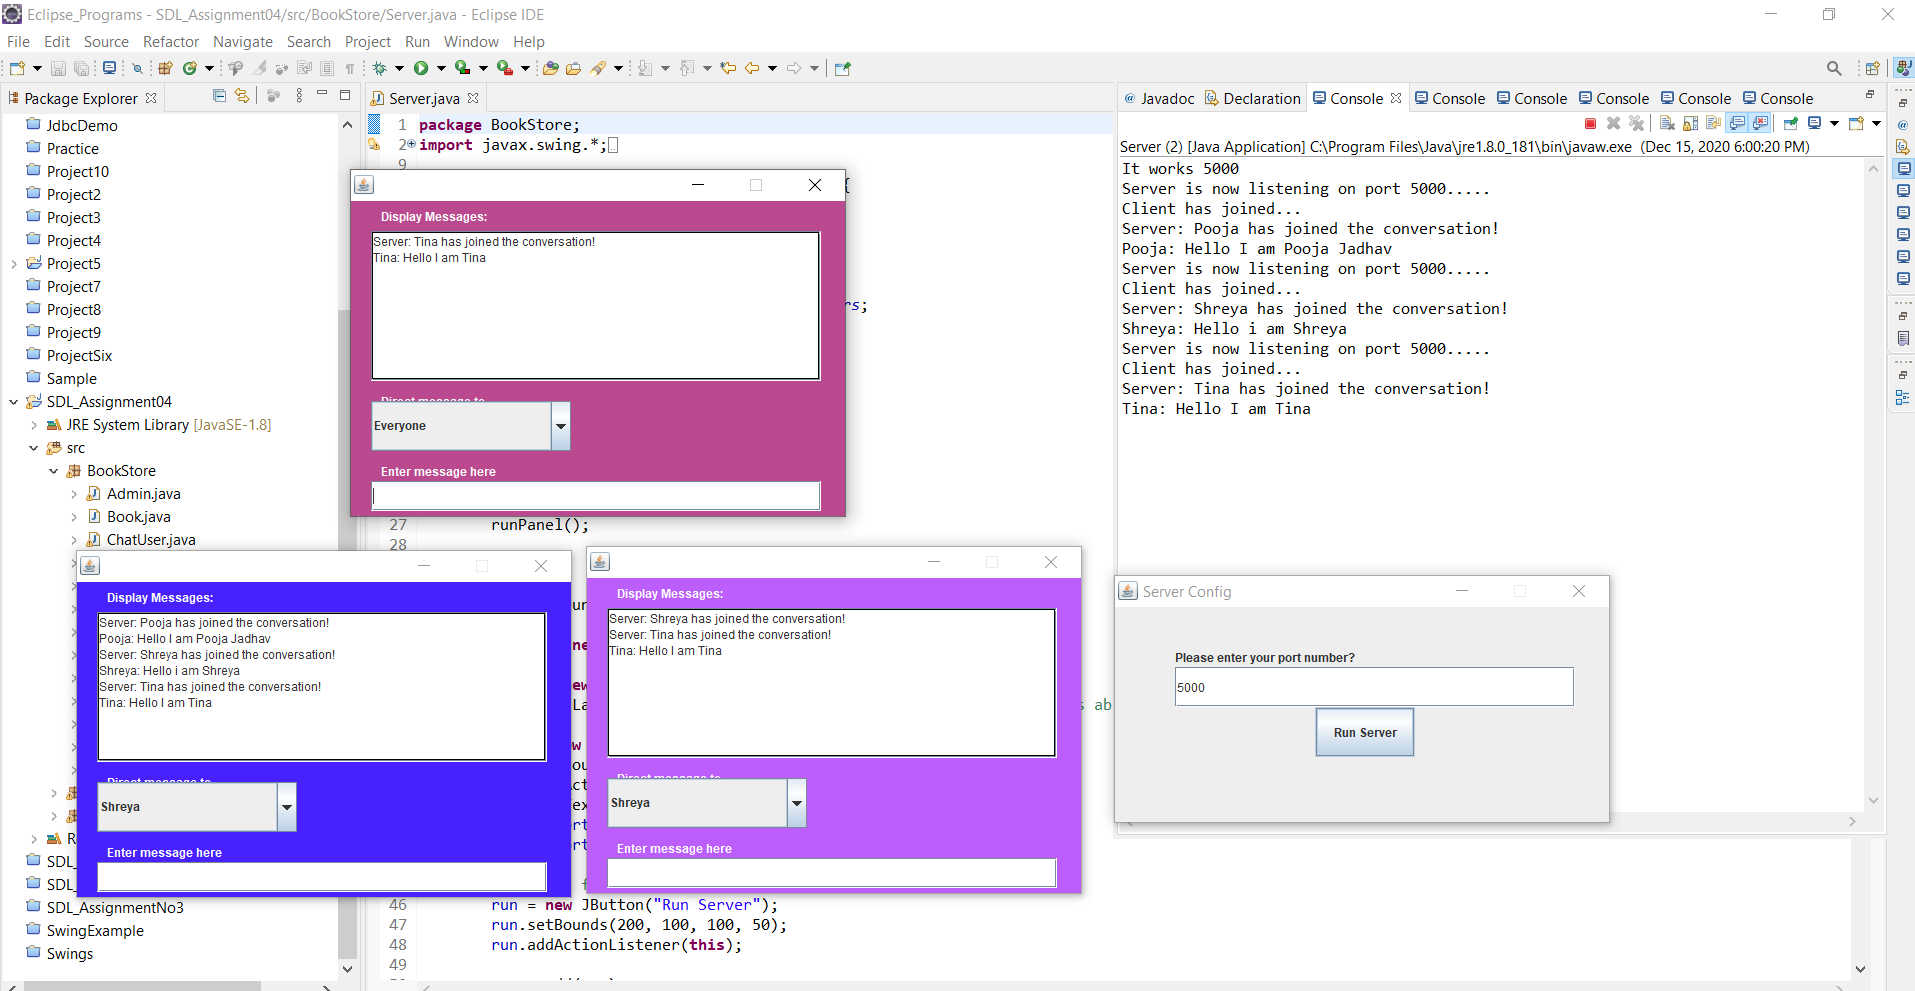 Eclipse_Programs - SDL_Assignment04/src/BookStore/Server.java - Eclipse IDE
File Edit Source Refactor Navigate Search Project Run Window Help
Package Explorer
JdbcDemo
Practice
Project10
Project2
Project3
Project4
Project5
Project7
Project8
Project9
ProjectSix
Sample
SDL_Assignment04
JRE System Library [JavaSE-1.8]
src
BookStore
Admin.java
Book.java
ChatUser.java
R
SDL_
SDL_
SDL_AssignmentNo3
SwingExample
Swings
Server.java
1 package BookStore;
2 import javax.swing.*;
9
{
rs;
27 runPanel();
28
46 run = new JButton("Run Server");
47 run.setBounds(200, 100, 100, 50);
48 run.addActionListener(this);
49
Display Messages:
Server: Tina has joined the conversation!
Tina: Hello I am Tina
Direct message to
Everyone
Enter message here
Display Messages:
Server: Pooja has joined the conversation!
Pooja: Hello I am Pooja Jadhav
Server: Shreya has joined the conversation!
Shreya: Hello i am Shreya
Server: Tina has joined the conversation!
Tina: Hello I am Tina
Direct message to
Shreya
Enter message here
Display Messages:
Server: Shreya has joined the conversation!
Server: Tina has joined the conversation!
Tina: Hello I am Tina
Direct message to
Shreya
Enter message here
s ab
Javadoc Declaration Console Console Console Console Console Console
Server (2) [Java Application] C:\Program Files\Java\jre1.8.0_181\bin\javaw.exe (Dec 15, 2020 6:00:20 PM)
It works 5000
Server is now listening on port 5000.....
Client has joined...
Server: Pooja has joined the conversation!
Pooja: Hello I am Pooja Jadhav
Server is now listening on port 5000.....
Client has joined...
Server: Shreya has joined the conversation!
Shreya: Hello i am Shreya
Server is now listening on port 5000.....
Client has joined...
Server: Tina has joined the conversation!
Tina: Hello I am Tina
Server Config
Please enter your port number?
5000
Run Server